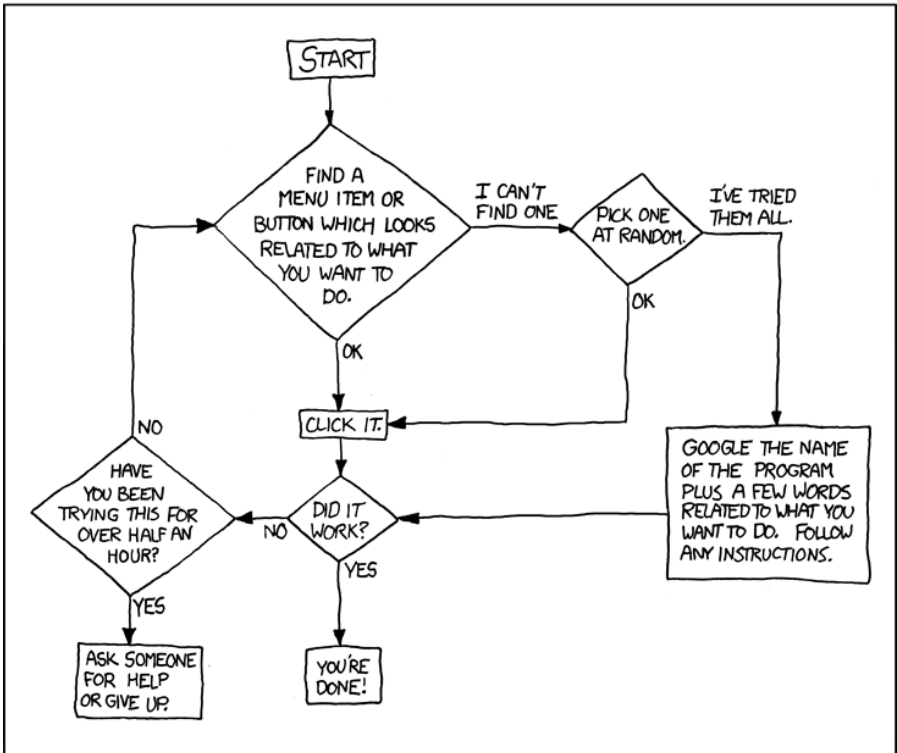 START
FIND A
MENU ITEM OR
BUTTON WHICH LOOKS
RELATED TO WHAT
YOU WANT TO
DO.
I CAN'T
FIND ONE
PICK ONE
AT RANDOM.
I'VE TRIED
THEM ALL.
OK
OK
CLICK IT.
NO
GOOGLE THE NAME
OF THE PROGRAM
PLUS A FEW WORDS
RELATED TO WHAT YOU
WANT TO DO. FOLLOW
ANY INSTRUCTIONS.
HAVE
YOU BEEN
TRYING THIS FOR
OVER HALF AN
HOUR?
NO
DID IT
WORK?
YES
YES
ASK SOMEONE
FOR HELP
OR GIVE UP.
YOU'RE
DONE!